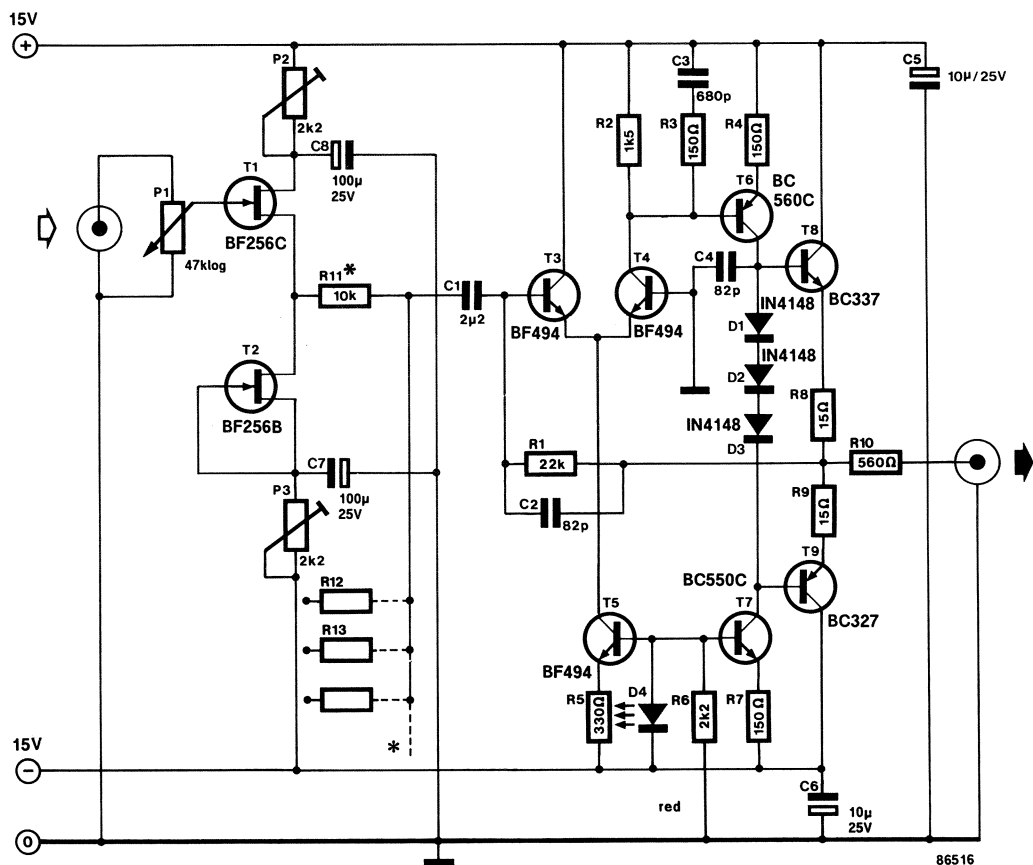 15V
+
P2
2k2
C8
100µ
25V
T1
BF256C
P1
47klog
R11*
10k
C1
2µ2
T2
BF256B
C7
100µ
25V
P3
2k2
R12
R13
*
T3
BF494
T4
BF494
R2
1k5
C3
680p
R3
150Ω
R4
150Ω
T6
BC
560C
C4
82p
T8
BC337
IN4148
D1
IN4148
D2
IN4148
D3
C5
10µ/25V
R8
15Ω
R10
560Ω
R9
15Ω
R1
22k
C2
82p
T9
BC327
BC550C
T5
BF494
T7
R5
330Ω
D4
R6
2k2
R7
150Ω
red
15V
−
C6
10µ
25V
0
86516